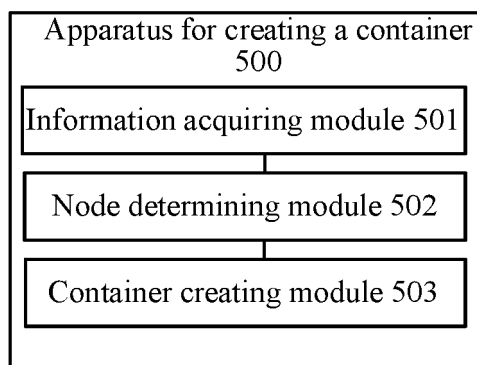 Apparatus for creating a container
500
Information acquiring module 501
Node determining module 502
Container creating module 503